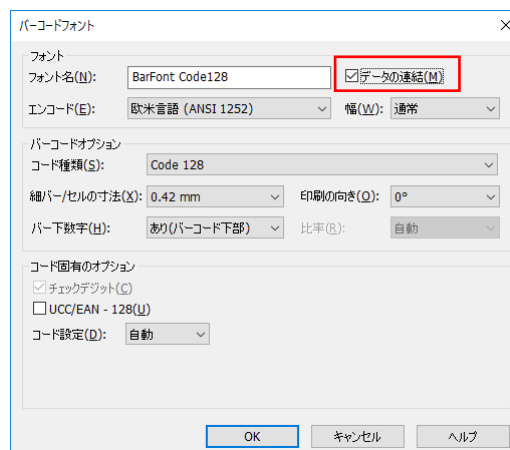 バーコードフォント ×
フォント
フォント名(N): BarFont Code128 データの連結(M)
エンコード(E): 欧米言語 (ANSI 1252) 幅(W): 通常
バーコードオプション
コード種類(S): Code 128
細バー/セルの寸法(X): 0.42 mm 印刷の向き(O): 0°
バー下数字(H): あり(バーコード下部) 比率(R): 自動
コード固有のオプション
チェックデジット(C)
UCC/EAN - 128(U)
コード設定(D): 自動
OK キャンセル ヘルプ